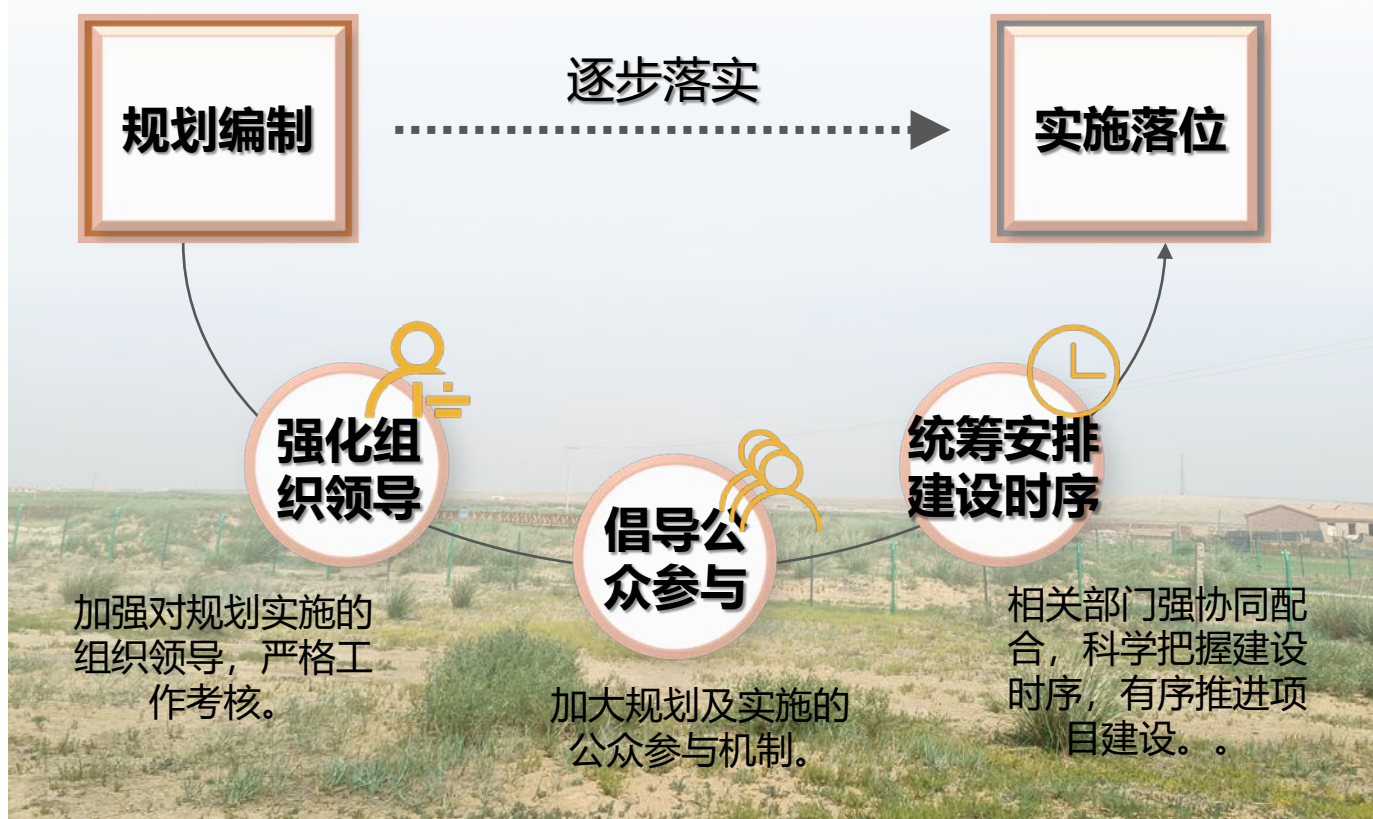 规划编制
逐步落实
实施落位
强化组
织领导
倡导公
众参与
统筹安排
建设时序
加强对规划实施的
组织领导，严格工
作考核。
加大规划及实施的
公众参与机制。
相关部门强协同配
合，科学把握建设
时序，有序推进项
目建设。。